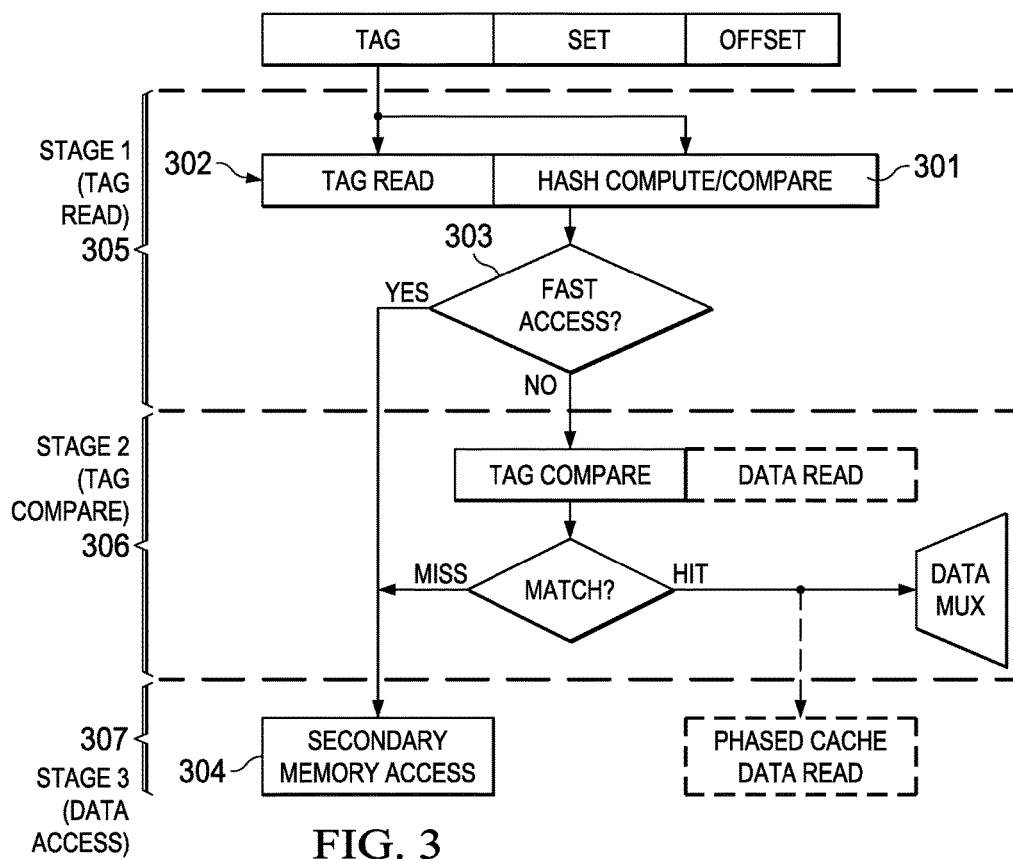 TAG SET OFFSET
STAGE 1
(TAG
READ)
305
302
TAG READ
HASH COMPUTE/COMPARE
301
303
FAST
ACCESS?
YES
NO
STAGE 2
(TAG
COMPARE)
306
TAG COMPARE
DATA READ
MISS
MATCH?
HIT
DATA
MUX
307
STAGE 3
(DATA
ACCESS)
304
SECONDARY
MEMORY ACCESS
PHASED CACHE
DATA READ
FIG. 3